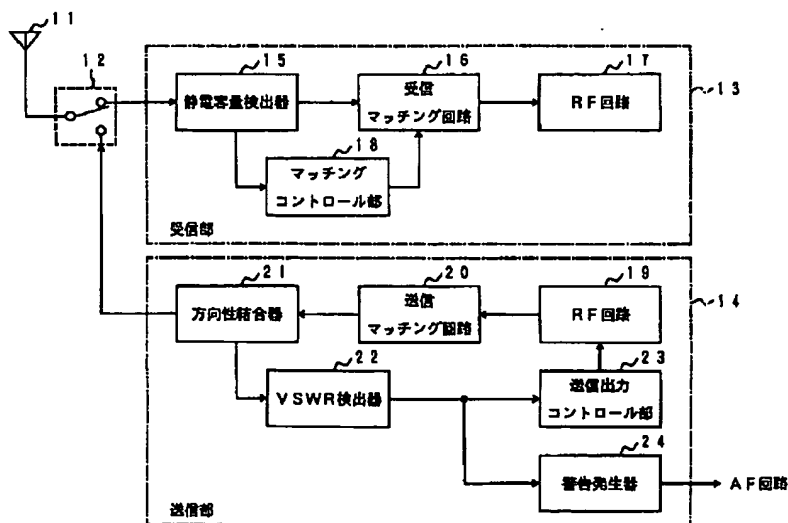 11
12
15
16
17
13
静電容量検出器
受信
マッチング回路
RF回路
18
マッチング
コントロール部
受信部
21
20
19
14
方向性結合器
送信
マッチング回路
RF回路
22
23
VSWR検出器
送信出力
コントロール部
24
警告発生器
AF回路
送信部